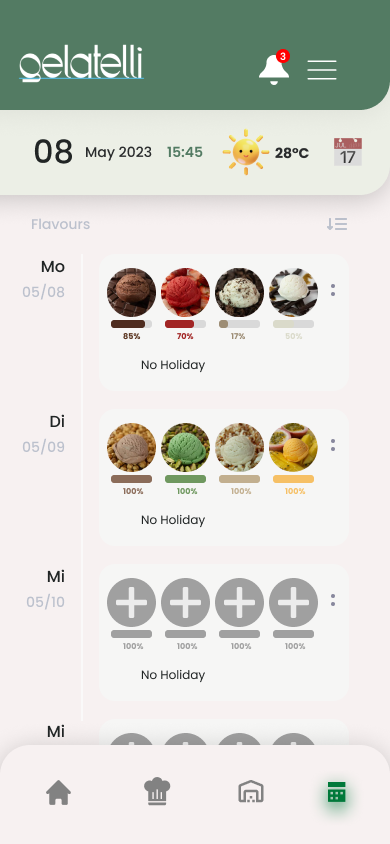 gelatelli
3
08 May 2023 15:45 28°C
JUL
17
Flavours
Mo
05/08
85% 70% 17% 50%
No Holiday
Di
05/09
100% 100% 100% 100%
No Holiday
Mi
05/10
100% 100% 100% 100%
No Holiday
Mi